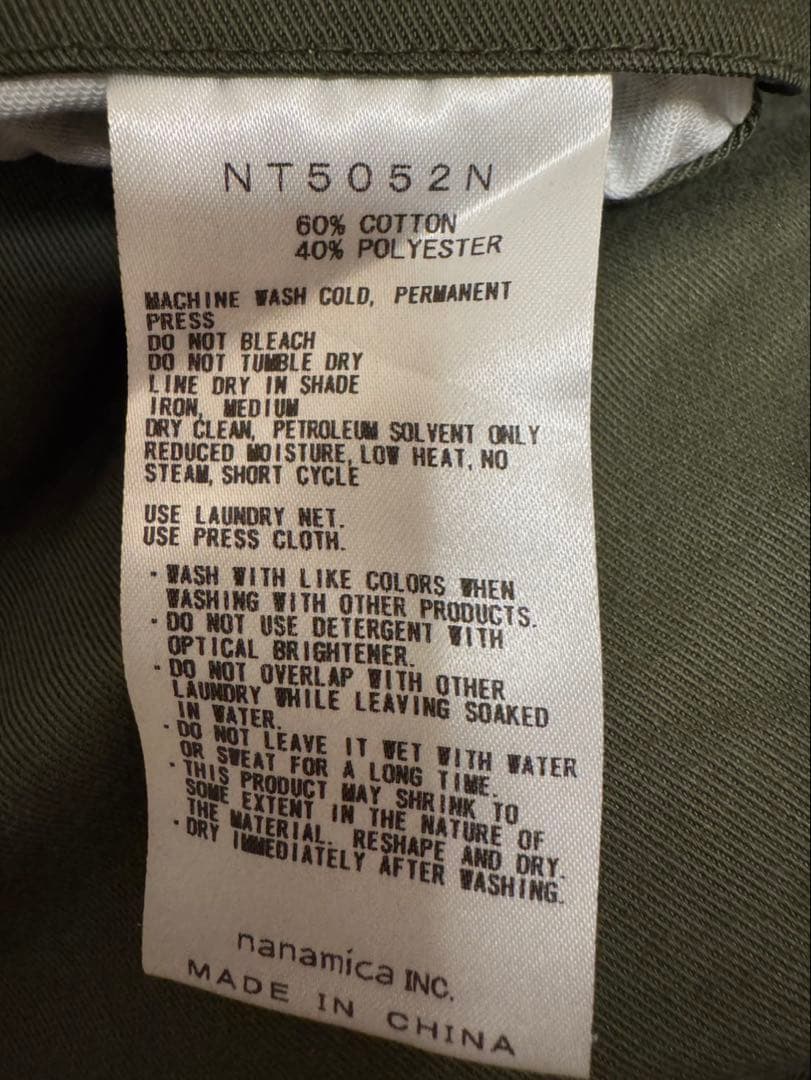 NT5052N
60% COTTON
40% POLYESTER
MACHINE WASH COLD, PERMANENT
PRESS
DO NOT BLEACH
DO NOT TUMBLE DRY
LINE DRY IN SHADE
IRON, MEDIUM
DRY CLEAN, PETROLEUM SOLVENT ONLY
REDUCED MOISTURE, LOW HEAT, NO
STEAM, SHORT CYCLE
USE LAUNDRY NET.
USE PRESS CLOTH.
・WASH WITH LIKE COLORS WHEN
WASHING WITH OTHER PRODUCTS.
・DO NOT USE DETERGENT WITH
OPTICAL BRIGHTENER.
・DO NOT OVERLAP WITH OTHER
LAUNDRY WHILE LEAVING SOAKED
IN WATER.
・DO NOT LEAVE IT WET WITH WATER
OR SWEAT FOR A LONG TIME.
・THIS PRODUCT MAY SHRINK TO
SOME EXTENT IN THE NATURE OF
THE MATERIAL. RESHAPE AND DRY.
・DRY IMMEDIATELY AFTER WASHING.
nanamica INC.
MADE IN CHINA